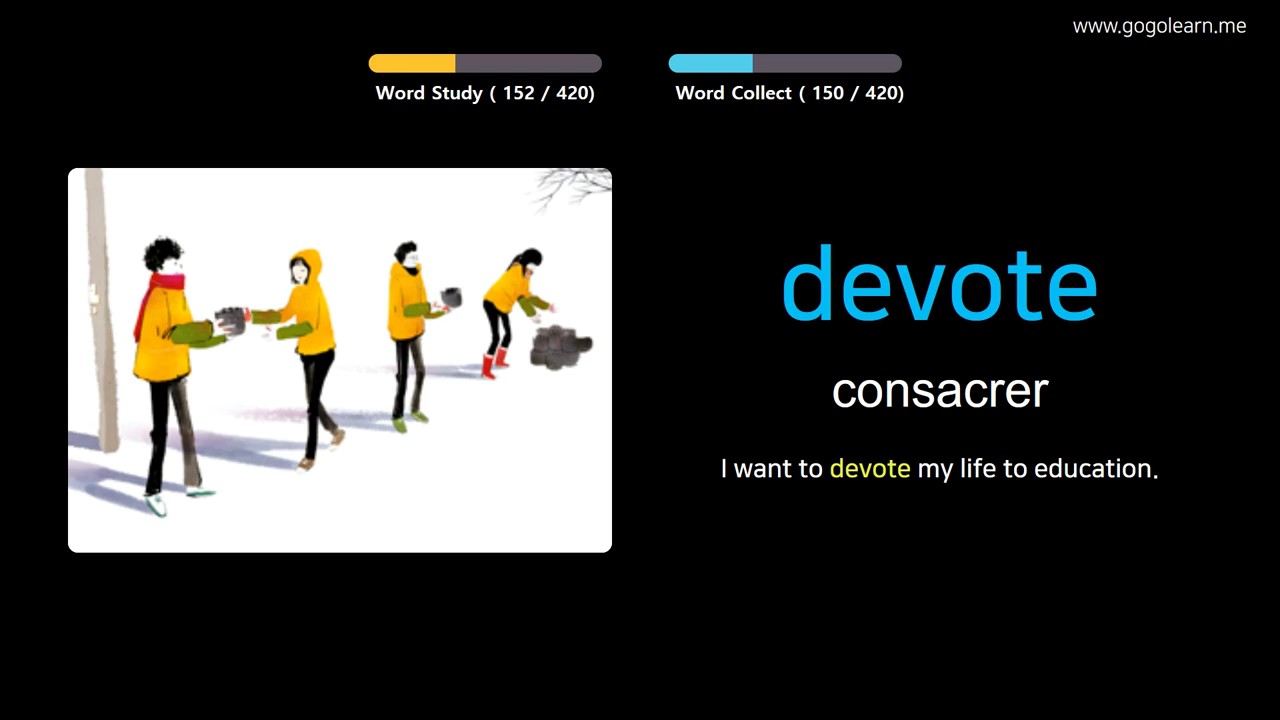 www.gogolearn.me
Word Study ( 152 / 420)
Word Collect ( 150 / 420)
devote
consacrer
I want to devote my life to education.